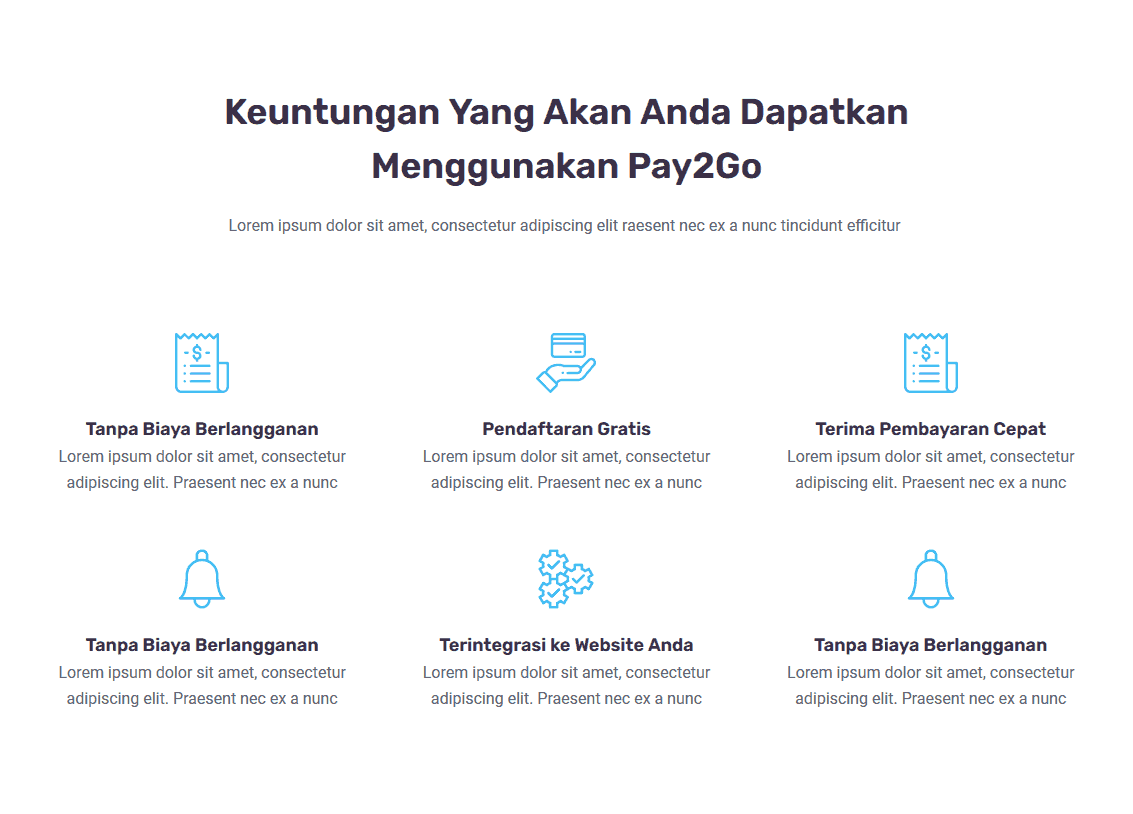 Keuntungan Yang Akan Anda Dapatkan
Menggunakan Pay2Go
Lorem ipsum dolor sit amet, consectetur adipiscing elit raesent nec ex a nunc tincidunt efficitur
Tanpa Biaya Berlangganan
Lorem ipsum dolor sit amet, consectetur
adipiscing elit. Praesent nec ex a nunc
Pendaftaran Gratis
Lorem ipsum dolor sit amet, consectetur
adipiscing elit. Praesent nec ex a nunc
Terima Pembayaran Cepat
Lorem ipsum dolor sit amet, consectetur
adipiscing elit. Praesent nec ex a nunc
Tanpa Biaya Berlangganan
Lorem ipsum dolor sit amet, consectetur
adipiscing elit. Praesent nec ex a nunc
Terintegrasi ke Website Anda
Lorem ipsum dolor sit amet, consectetur
adipiscing elit. Praesent nec ex a nunc
Tanpa Biaya Berlangganan
Lorem ipsum dolor sit amet, consectetur
adipiscing elit. Praesent nec ex a nunc